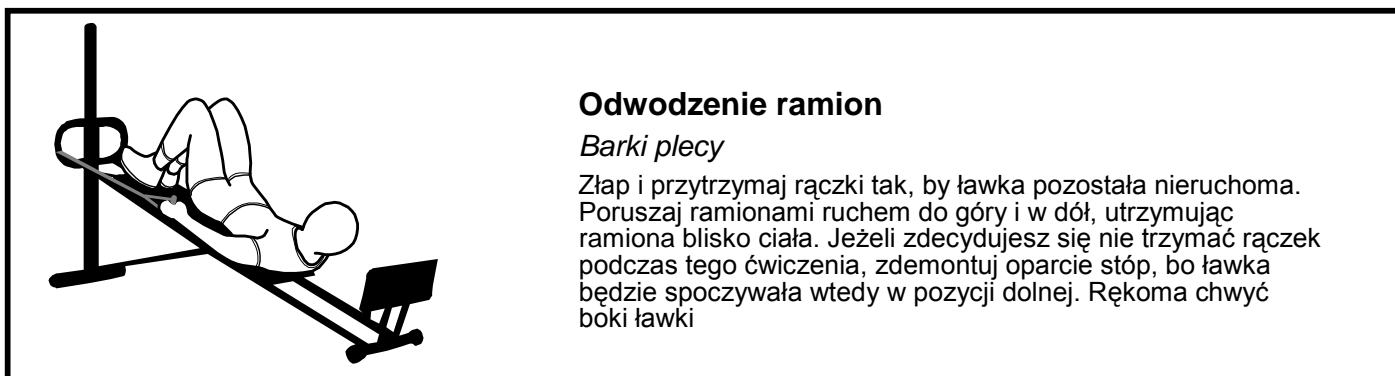 Odwodzenie ramion
Barki plecy
Złap i przytrzymaj rączki tak, by ławka pozostała nieruchoma.
Poruszaj ramionami ruchem do góry i w dół, utrzymując
ramiona blisko ciała. Jeżeli zdecydujesz się nie trzymać rączek
podczas tego ćwiczenia, zdemontuj oparcie stóp, bo ławka
będzie spoczywała wtedy w pozycji dolnej. Rękoma chwyć
boki ławki